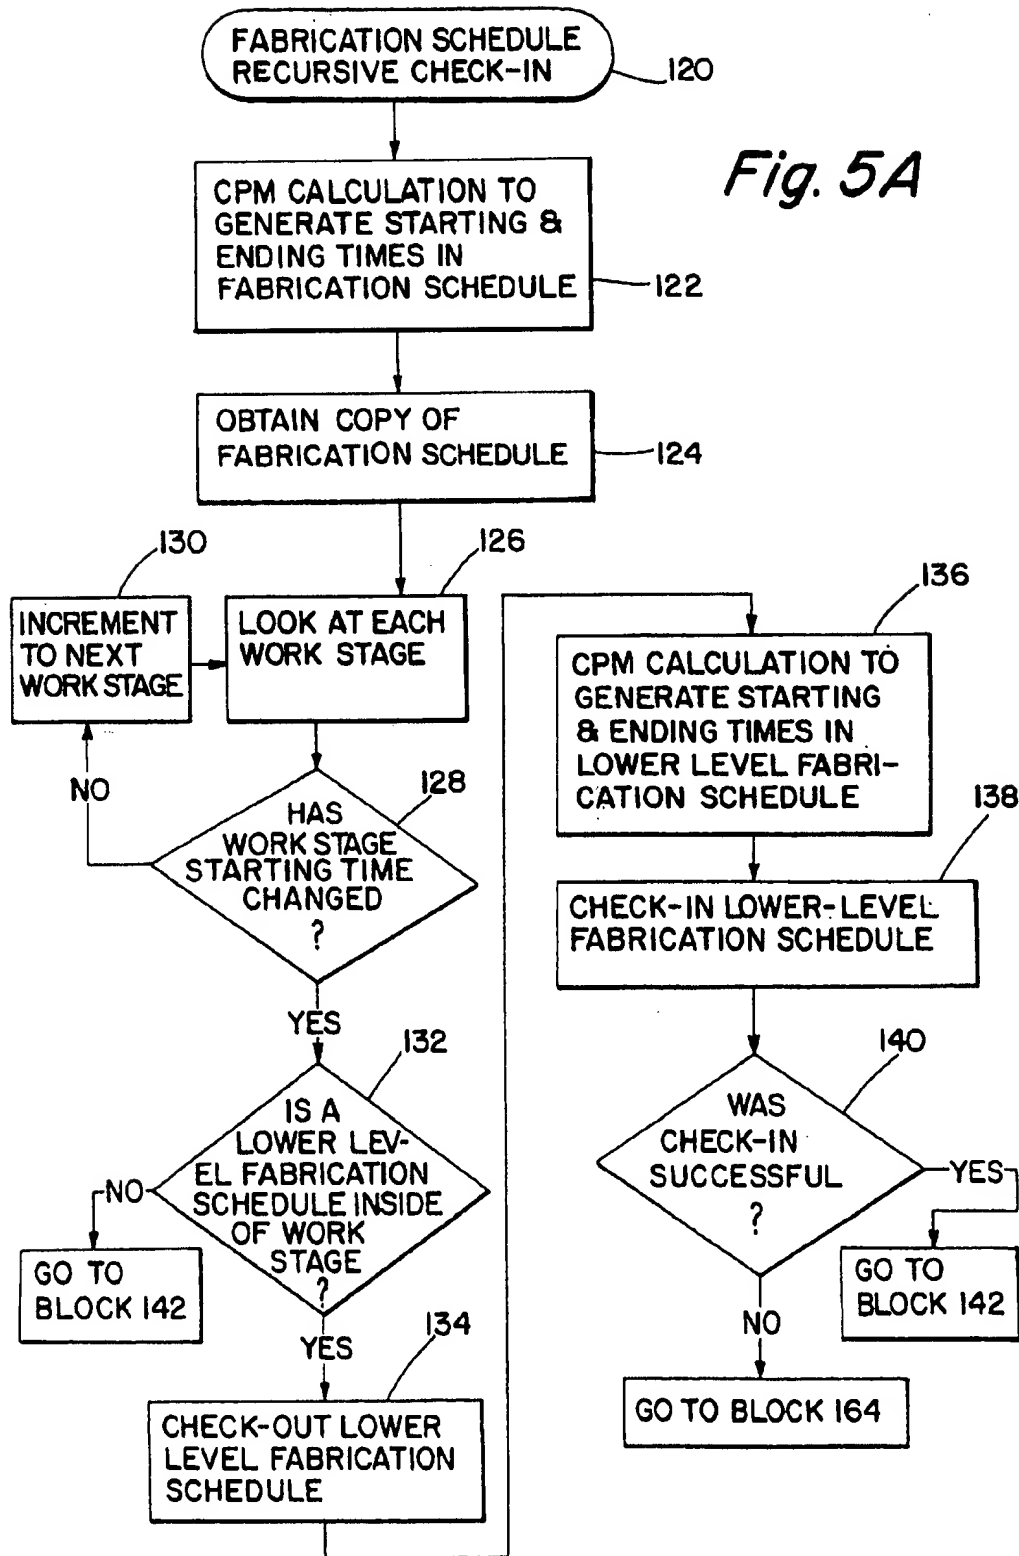 FABRICATION SCHEDULE
RECURSIVE CHECK-IN
120
Fig. 5A
CPM CALCULATION TO
GENERATE STARTING &
ENDING TIMES IN
FABRICATION SCHEDULE
122
OBTAIN COPY OF
FABRICATION SCHEDULE
124
130
126
INCREMENT
TO NEXT
WORK STAGE
LOOK AT EACH
WORK STAGE
NO
128
HAS
WORK STAGE
STARTING TIME
CHANGED
?
YES
132
IS A
LOWER LEV-
EL FABRICATION
SCHEDULE INSIDE
OF WORK
STAGE
?
NO
GO TO
BLOCK 142
YES
134
CHECK-OUT LOWER
LEVEL FABRICATION
SCHEDULE
136
CPM CALCULATION TO
GENERATE STARTING
& ENDING TIMES IN
LOWER LEVEL FABRI-
CATION SCHEDULE
138
CHECK-IN LOWER-LEVEL
FABRICATION SCHEDULE
140
WAS
CHECK-IN
SUCCESSFUL
?
YES
GO TO
BLOCK 142
NO
GO TO BLOCK 164